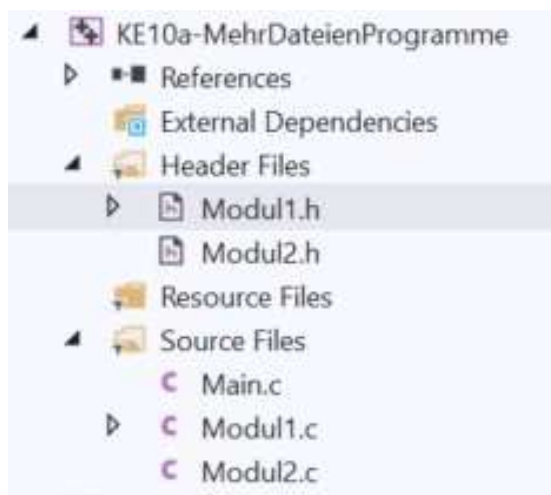 KE10a-MehrDateienProgramme
References
External Dependencies
Header Files
Modul1.h
Modul2.h
Resource Files
Source Files
C Main.c
C Modul1.c
C Modul2.c